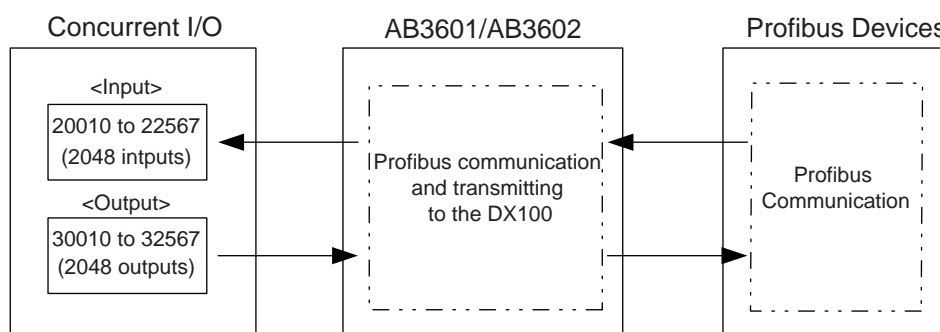 Concurrent I/O
AB3601/AB3602
Profibus Devices
<Input>
20010 to 22567
(2048 intputs)
<Output>
30010 to 32567
(2048 outputs)
Profibus communication
and transmitting
to the DX100
Profibus
Communication